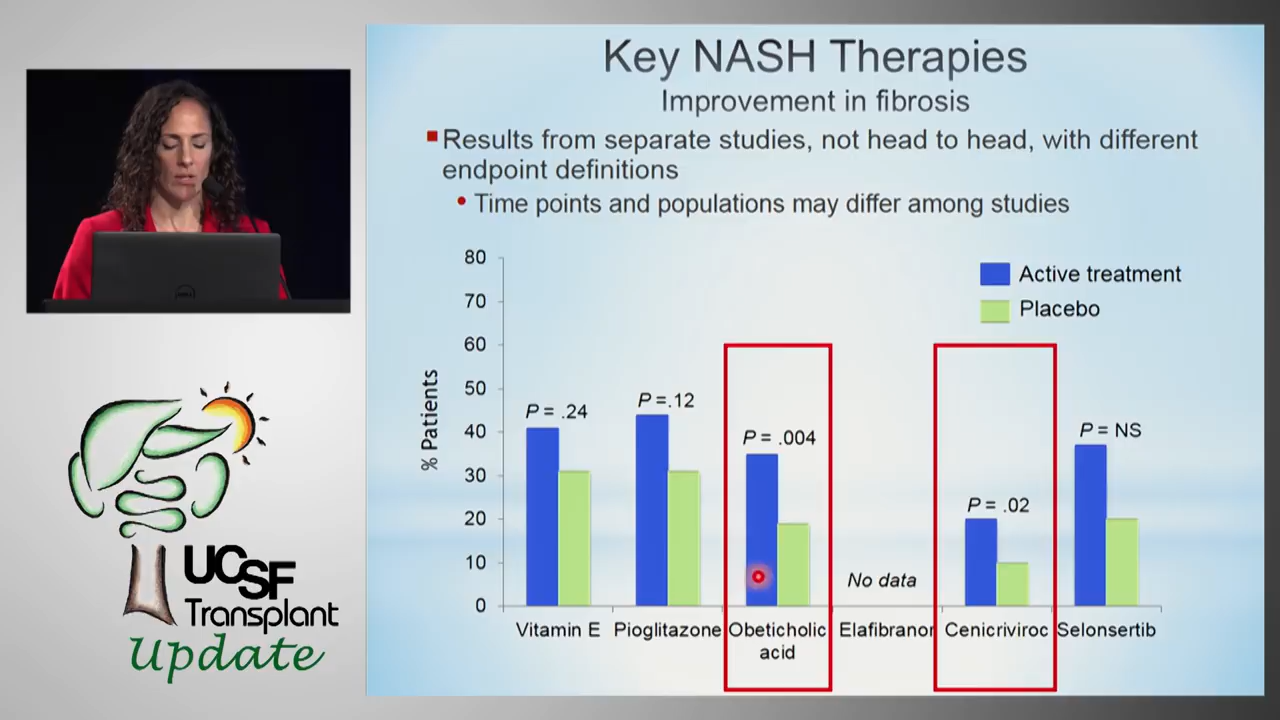 Key NASH Therapies
Improvement in fibrosis
Results from separate studies, not head to head, with different
endpoint definitions
Time points and populations may differ among studies
80
70
60
50
40
30
20
10
0
% Patients
Active treatment
Placebo
P = .24
P =.12
P = .004
No data
P = .02
P = NS
Vitamin E
Pioglitazone
Obeticholic
acid
Elafibranor
Cenicriviroc
Selonsertib
UCSF
Transplant
Update
DELL